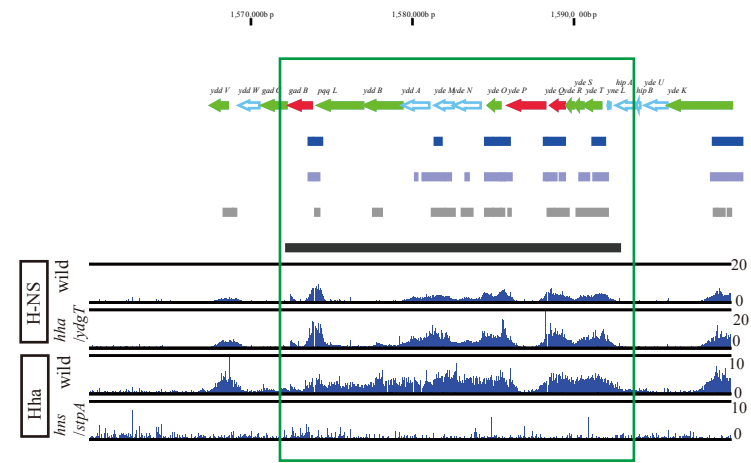 1,570,000bp 1,580,000bp 1,590,000bp
ydd V ydd W gad C gad B pqq L ydd B ydd A yde M yde N yde O yde P yde Q yde R yde S yde T yne L hip A hip B yde U yde K
H-NS
wild
20
0
hha
/ydgT
20
0
Hha
wild
10
0
hns
/stpA
10
0